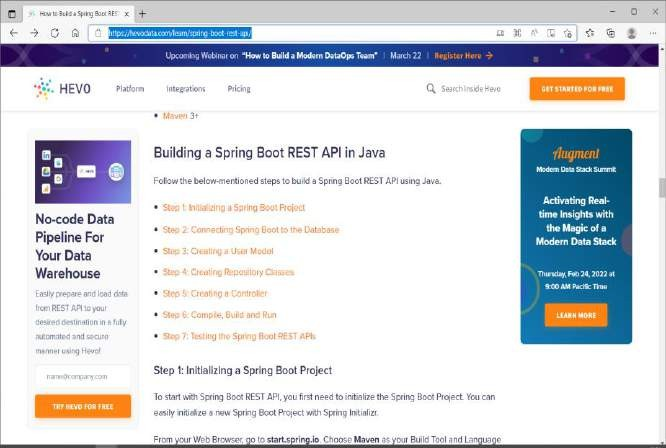 How to Build a Spring Boot REST
https://hevodata.com/learn/spring-boot-rest-api/
Upcoming Webinar on "How to Build a Modern DataOps Team" | March 22 | Register Here →
HEVO
Platform
Integrations
Pricing
Search Inside Hevo
GET STARTED FOR FREE
Maven 3+
Building a Spring Boot REST API in Java
Follow the below-mentioned steps to build a Spring Boot REST API using Java.
Step 1: Initializing a Spring Boot Project
Step 2: Connecting Spring Boot to the Database
Step 3: Creating a User Model
Step 4: Creating Repository Classes
Step 5: Creating a Controller
Step 6: Compile, Build and Run
Step 7: Testing the Spring Boot REST APIs
Step 1: Initializing a Spring Boot Project
To start with Spring Boot REST API, you first need to initialize the Spring Boot Project. You can
easily initialize a new Spring Boot Project with Spring Initializr.
From your Web Browser, go to start.spring.io. Choose Maven as your Build Tool and Language
HEVO
No-code Data
Pipeline For
Your Data
Warehouse
Easily prepare and load data
from REST API to your
desired destination in a fully
automated and secure
manner using Hevo!
name@company.com
TRY HEVO FOR FREE
Augment
Modern Data Stack Summit
Activating Real-
time Insights with
the Magic of a
Modern Data Stack
Thursday, Feb 24, 2022 at
9:00 AM Pacific Time
LEARN MORE